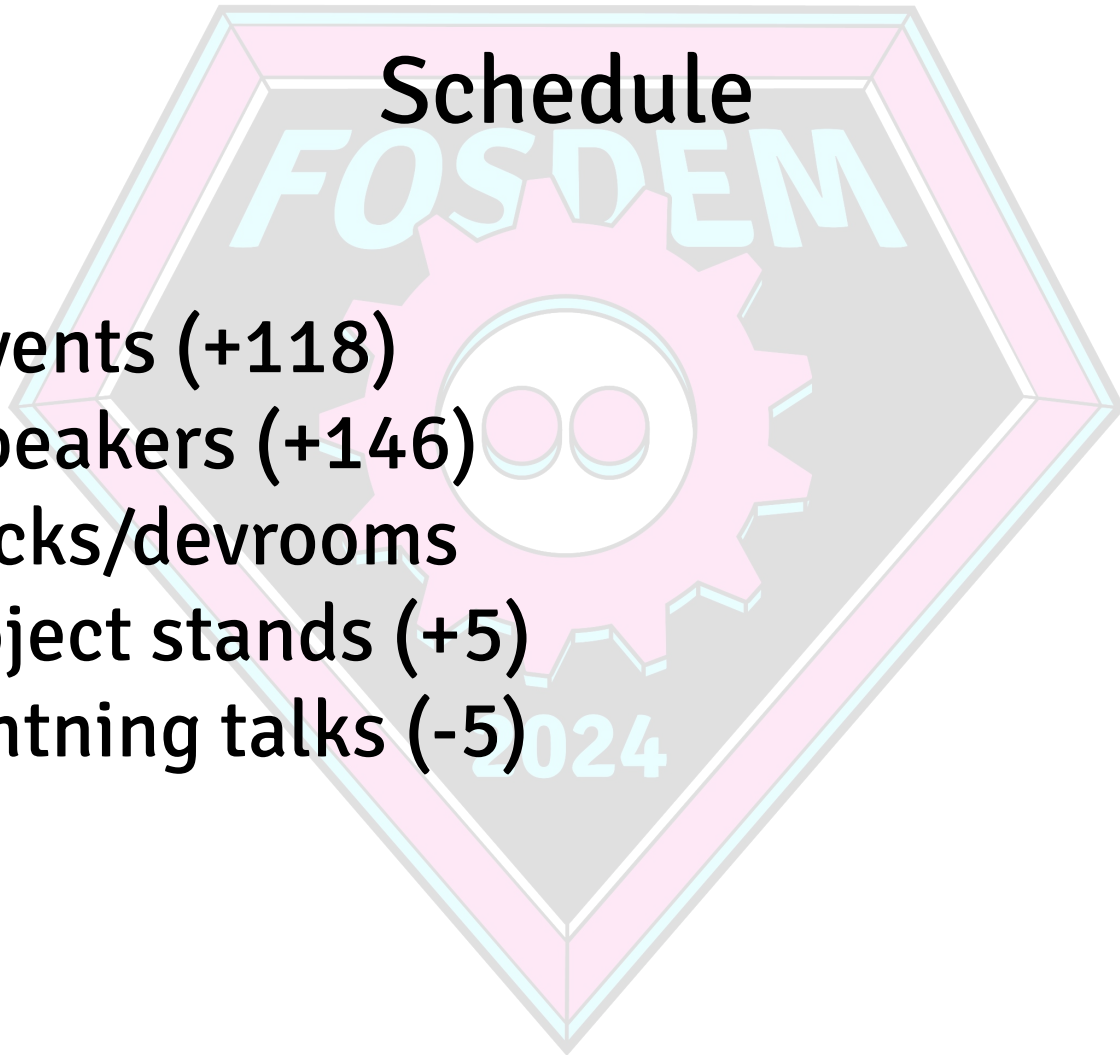 Schedule
FOSDEM
vents (+118)
peakers (+146)
cks/devrooms
ject stands (+5)
ntning talks (-5)
2024